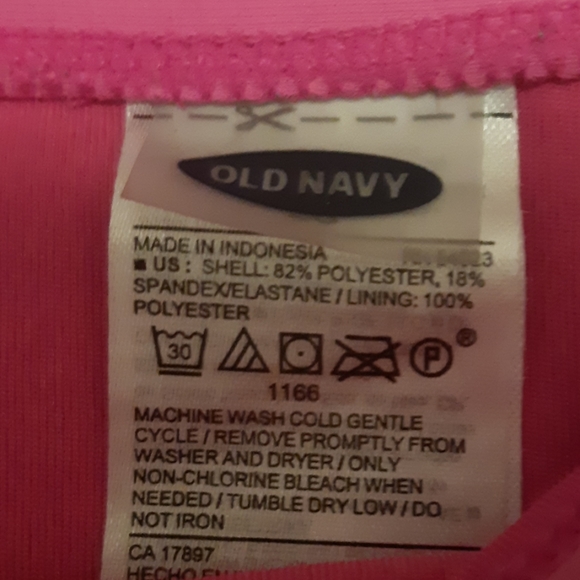 OLD NAVY
MADE IN INDONESIA
■ US: SHELL: 82% POLYESTER, 18%
SPANDEX/ELASTANE / LINING: 100%
POLYESTER
30 P ®
1166
MACHINE WASH COLD GENTLE
CYCLE / REMOVE PROMPTLY FROM
WASHER AND DRYER / ONLY
NON-CHLORINE BLEACH WHEN
NEEDED / TUMBLE DRY LOW / DO
NOT IRON
CA 17897
HECHO